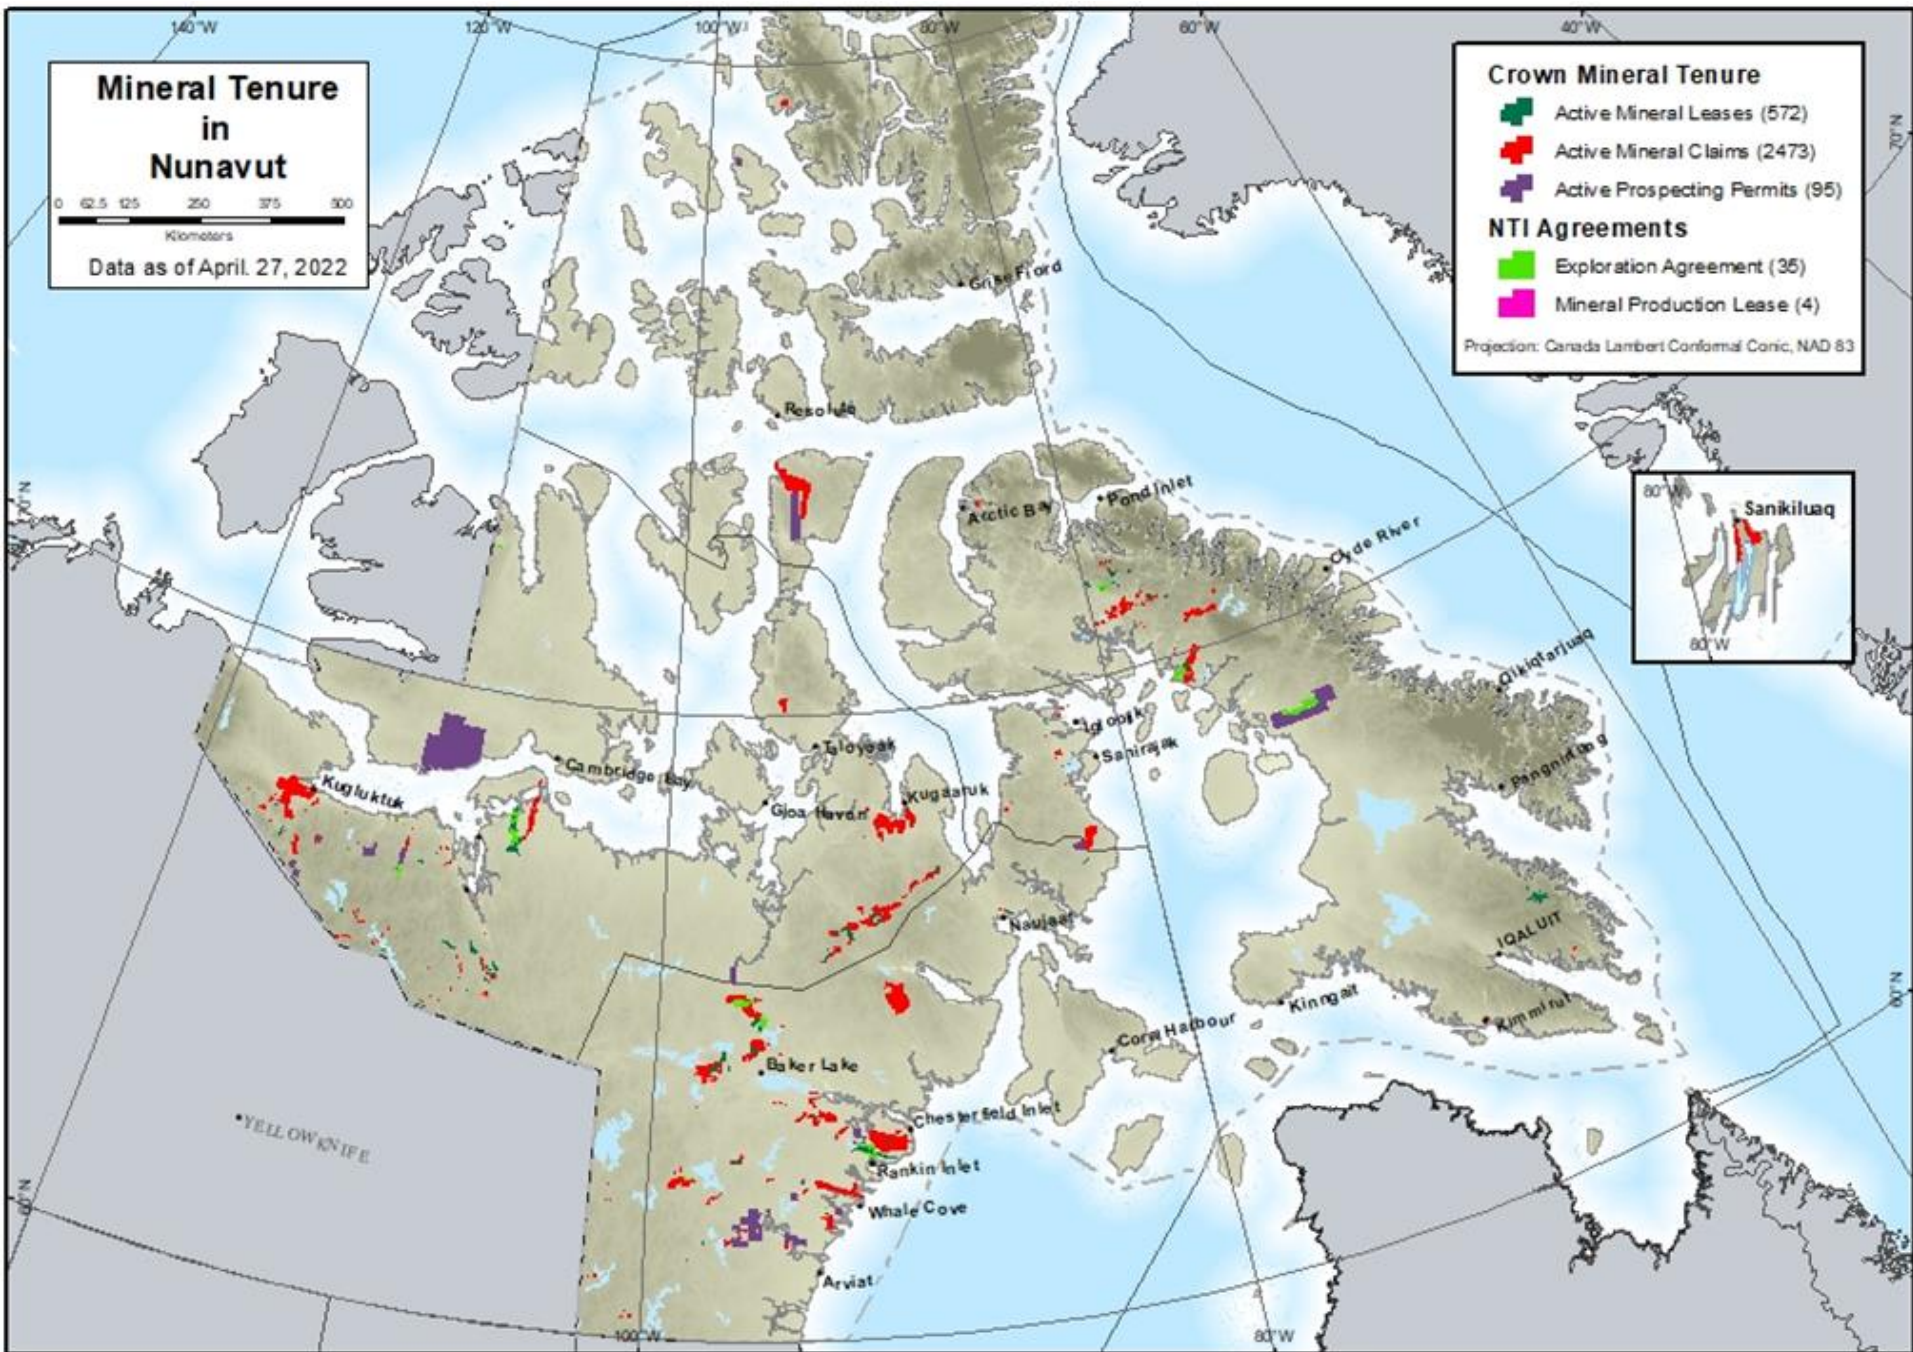 140°W
120°W
100°W
80°W
60°W
40°W
Mineral Tenure
in
Nunavut
0 62.5 125 250 375 500
Kilometers
Data as of April. 27, 2022
Crown Mineral Tenure
Active Mineral Leases (572)
Active Mineral Claims (2473)
Active Prospecting Permits (95)
NTI Agreements
Exploration Agreement (35)
Mineral Production Lease (4)
Projection: Canada Lambert Conformal Conic, NAD 83
70°N
Grise Fiord
Resolute
Arctic Bay
Pond Inlet
Clyde River
70°N
80°W
Sanikiluaq
80°W
Qikiqtarjuaq
Igloolik
Sanirajak
Taloyoak
Cambridge Bay
Kugluktuk
Gjoa Haven
Kugaaruk
Pangnirtung
Naujaat
IQALUIT
Kinngait
Kimmirut
60°N
Coral Harbour
Baker Lake
Chesterfield Inlet
YELLOWKNIFE
Rankin Inlet
60°N
Whale Cove
Arviat
100°W
80°W